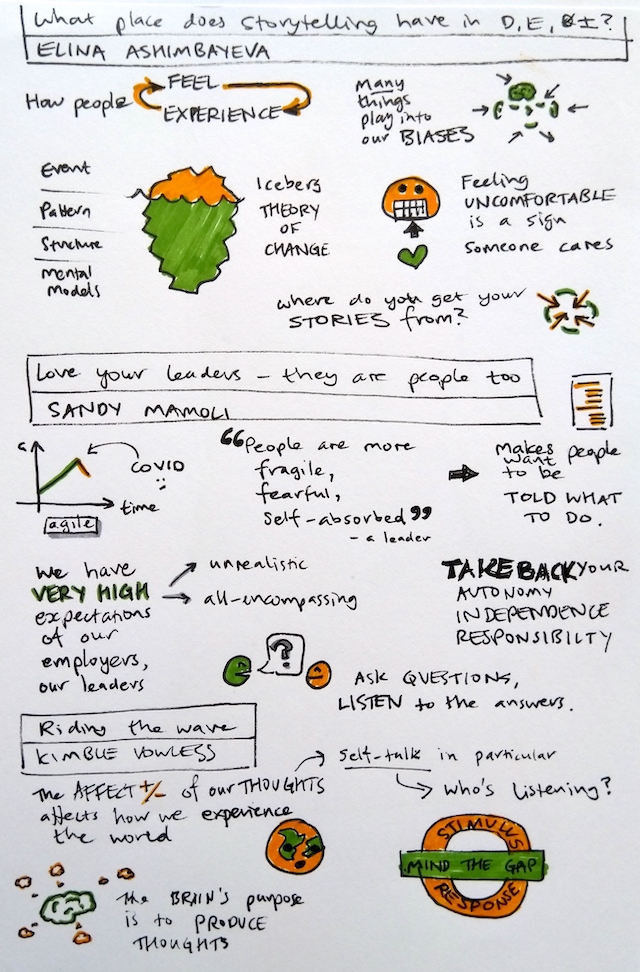 What place does storytelling have in D, E, & I?
ELINA ASHIMBAYEVA
How people
FEEL
EXPERIENCE
Many
things
play into
our BIASES
Event
Pattern
Structure
Mental
Models
Iceberg
THEORY
OF
CHANGE
Feeling
UNCOMFORTABLE
is a sign
Someone cares
Where do you get your
STORIES from?
Love your leaders - they are people too
SANDY MAMOLI
COVID
:(
time
agile
"People are more
fragile,
fearful,
self-absorbed"
- a leader
Makes people
want
to be
TOLD WHAT
TO DO.
We have
VERY HIGH
expectations
of our
employers,
our leaders
unrealistic
all-encompassing
TAKE BACK YOUR
AUTONOMY
INDEPENDENCE
RESPONSIBILTY
?
ASK QUESTIONS,
LISTEN to the answers.
Riding the wave
KIMBLE VOWLESS
The AFFECT +/- of our THOUGHTS
affects how we experience
the world
Self-talk in particular
Who's listening?
STIMULUS
MIND THE GAP
RESPONSE
The BRAIN'S purpose
is to PRODUCE
THOUGHTS